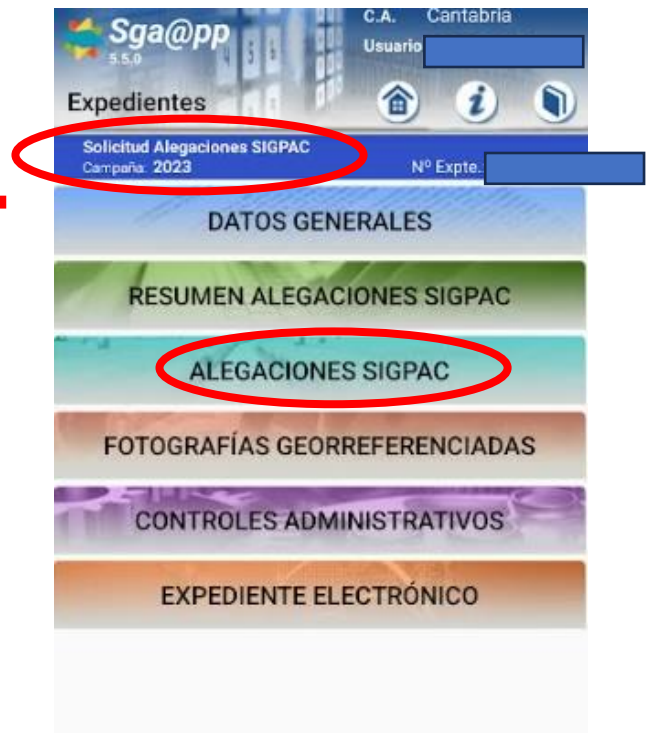 C.A. Cantabria
Sga@pp
5.5.0
Usuario
Expedientes
Solicitud Alegaciones SIGPAC
Campaña: 2023
Nº Expte.:
DATOS GENERALES
RESUMEN ALEGACIONES SIGPAC
ALEGACIONES SIGPAC
FOTOGRAFÍAS GEORREFERENCIADAS
CONTROLES ADMINISTRATIVOS
EXPEDIENTE ELECTRÓNICO